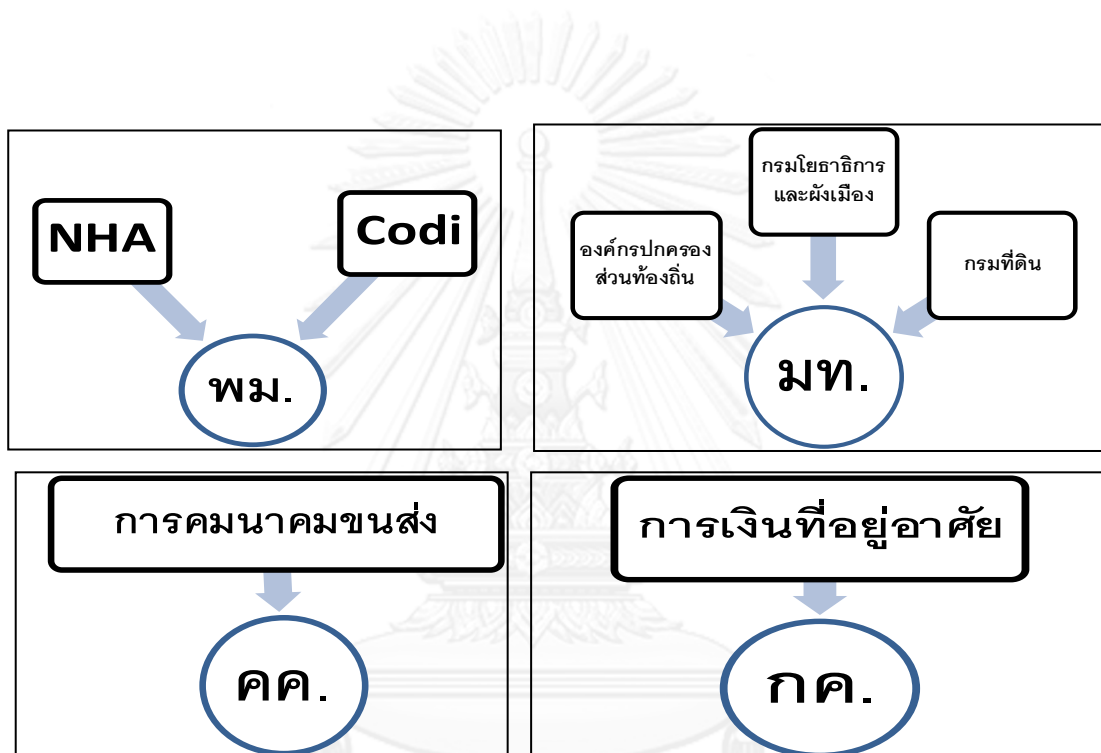 NHA
Codi
พม.
กรมโยธาธิการ
และผังเมือง
องค์กรปกครอง
ส่วนท้องถิ่น
กรมที่ดิน
มท.
การคมนาคมขนส่ง
คค.
การเงินที่อยู่อาศัย
กค.